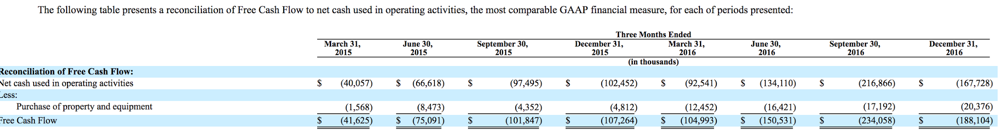 The following table presents a reconciliation of Free Cash Flow to net cash used in operating activities, the most comparable GAAP financial measure, for each of periods presented:
Three Months Ended
March 31, 2015 June 30, 2015 September 30, 2015 December 31, 2015 March 31, 2016 June 30, 2016 September 30, 2016 December 31, 2016
(in thousands)
Reconciliation of Free Cash Flow:
Net cash used in operating activities $ (40,057) $ (66,618) $ (97,495) $ (102,452) $ (92,541) $ (134,110) $ (216,866) $ (167,728)
Less:
Purchase of property and equipment (1,568) (8,473) (4,352) (4,812) (12,452) (16,421) (17,192) (20,376)
Free Cash Flow $ (41,625) $ (75,091) $ (101,847) $ (107,264) $ (104,993) $ (150,531) $ (234,058) $ (188,104)